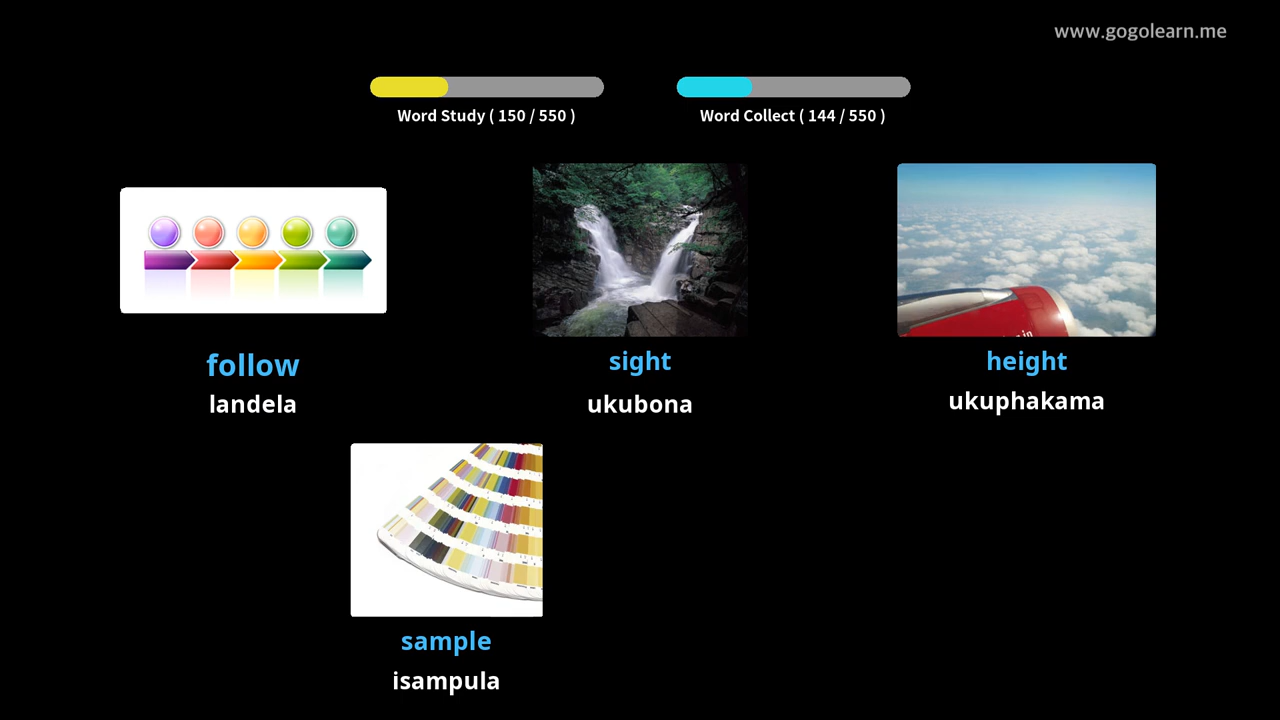 www.gogolearn.me
Word Study ( 150 / 550 )
Word Collect ( 144 / 550 )
follow
landela
sight
ukubona
height
ukuphakama
sample
isampula